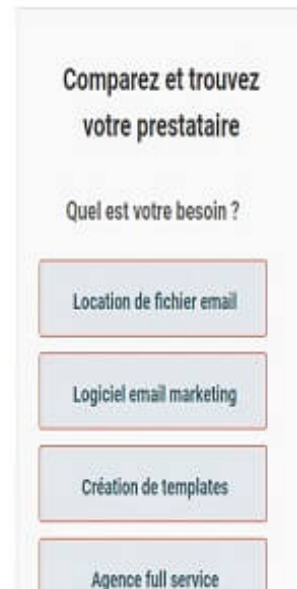 Comparez et trouvez
votre prestataire
Quel est votre besoin ?
Location de fichier email
Logiciel email marketing
Création de templates
Agence full service